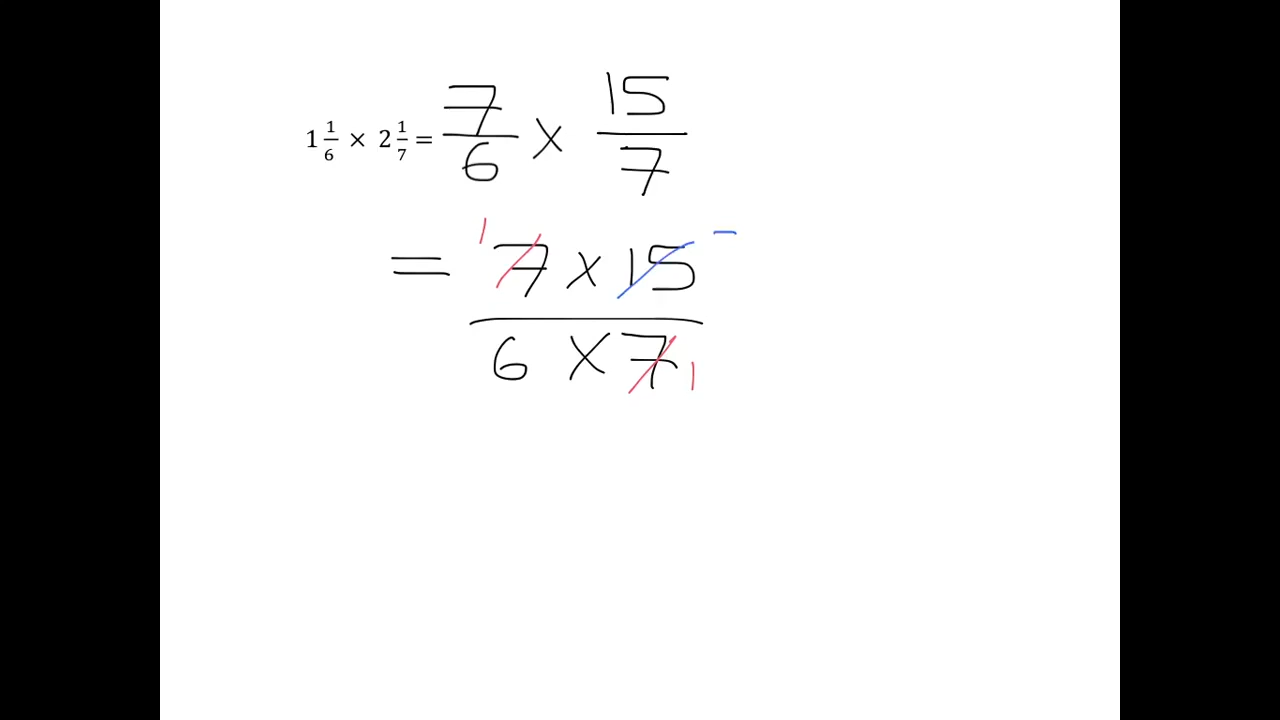 1 1/6 × 2 1/7 = 7/6 × 15/7
= (1 7 × 15)/(6 × 7 1)